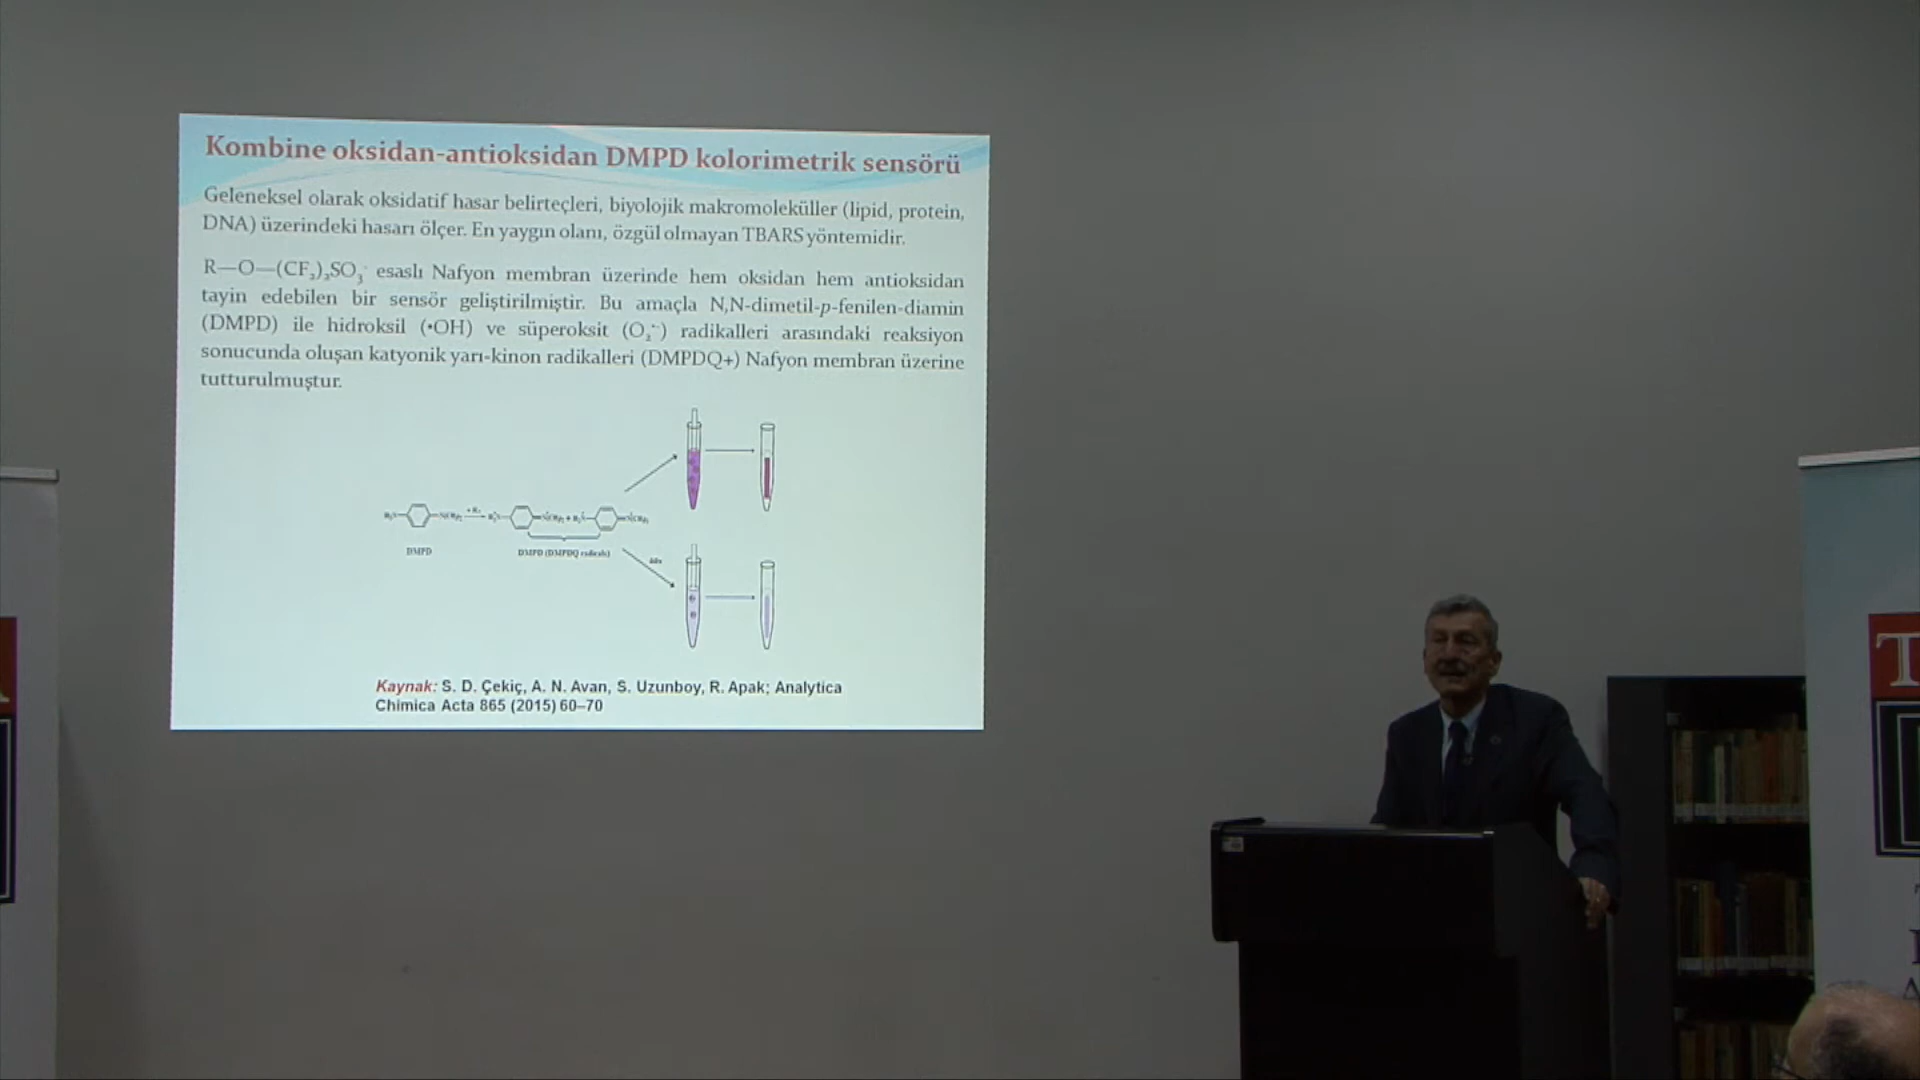 Kombine oksidan-antioksidan DMPD kolorimetrik sensörü
Geleneksel olarak oksidatif hasar belirteçleri, biyolojik makromoleküller (lipid, protein,
DNA) üzerindeki hasarı ölçer. En yaygın olanı, özgül olmayan TBARS yöntemidir.
R—O—(CF₂)₂SO₃⁻ esaslı Nafyon membran üzerinde hem oksidan hem antioksidan
tayin edebilen bir sensör geliştirilmiştir. Bu amaçla N,N-dimetil-p-fenilen-diamin
(DMPD) ile hidroksil (•OH) ve süperoksit (O₂•⁻) radikalleri arasındaki reaksiyon
sonucunda oluşan katyonik yarı-kinon radikalleri (DMPDQ+) Nafyon membran üzerine
tutturulmuştur.
DMPD
DMPD (DMPDQ radicals)
Kaynak: S. D. Çekiç, A. N. Avan, S. Uzunboy, R. Apak; Analytica
Chimica Acta 865 (2015) 60–70